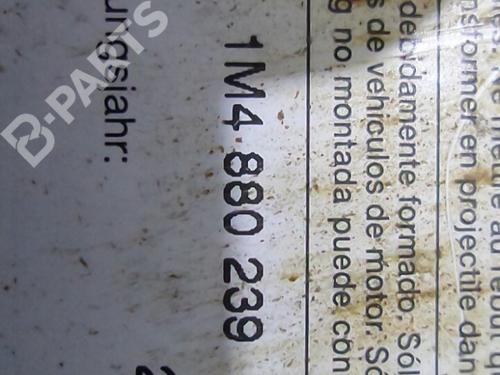 ungsjahr:
1M4 880 239
g no montada puede con
s de vehiculos de motor. Só
debidamente formado, Sól
nsformer en projectile dan
B-PARTS